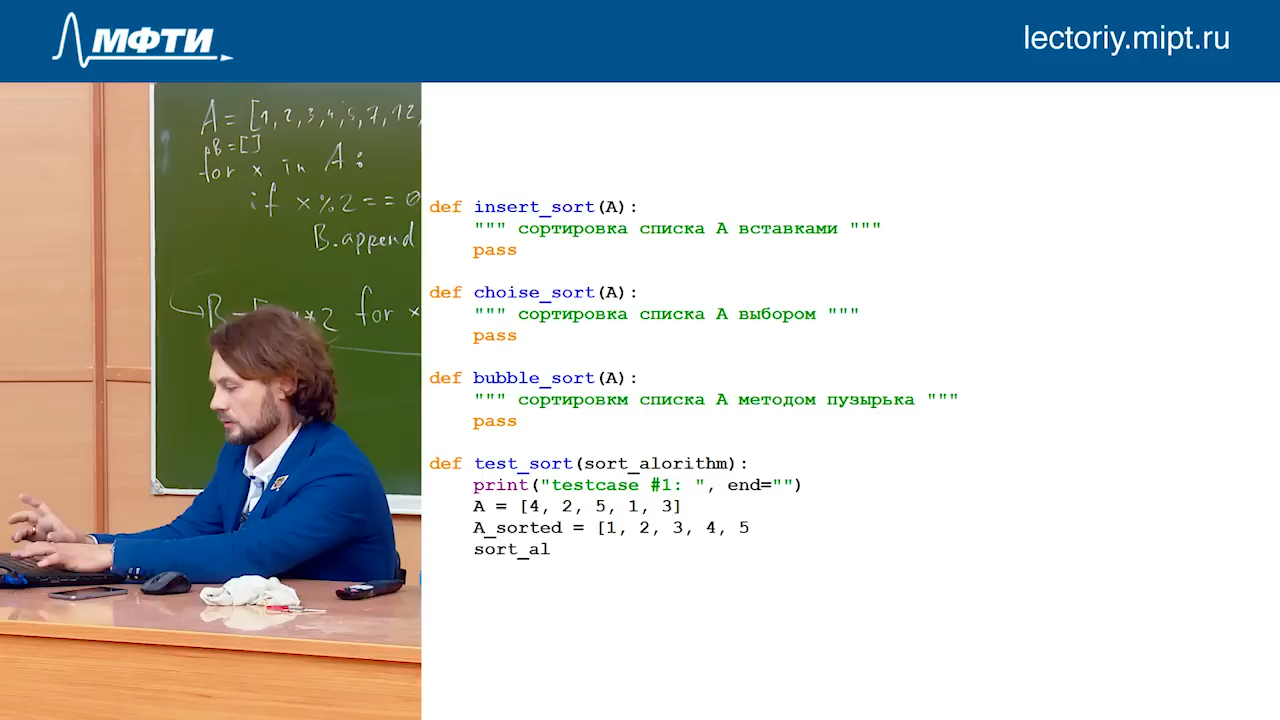 МФТИ
lectoriy.mipt.ru
A = [1, 2, 3, 4, 5, 7, 12,
B = []
for x in A:
if x % 2 == 0
B.append
for x
def insert_sort(A):
""" сортировка списка A вставками """
pass
def choise_sort(A):
""" сортировка списка A выбором """
pass
def bubble_sort(A):
""" сортировкм списка A методом пузырька """
pass
def test_sort(sort_alorithm):
print("testcase #1: ", end="")
A = [4, 2, 5, 1, 3]
A_sorted = [1, 2, 3, 4, 5
sort_al